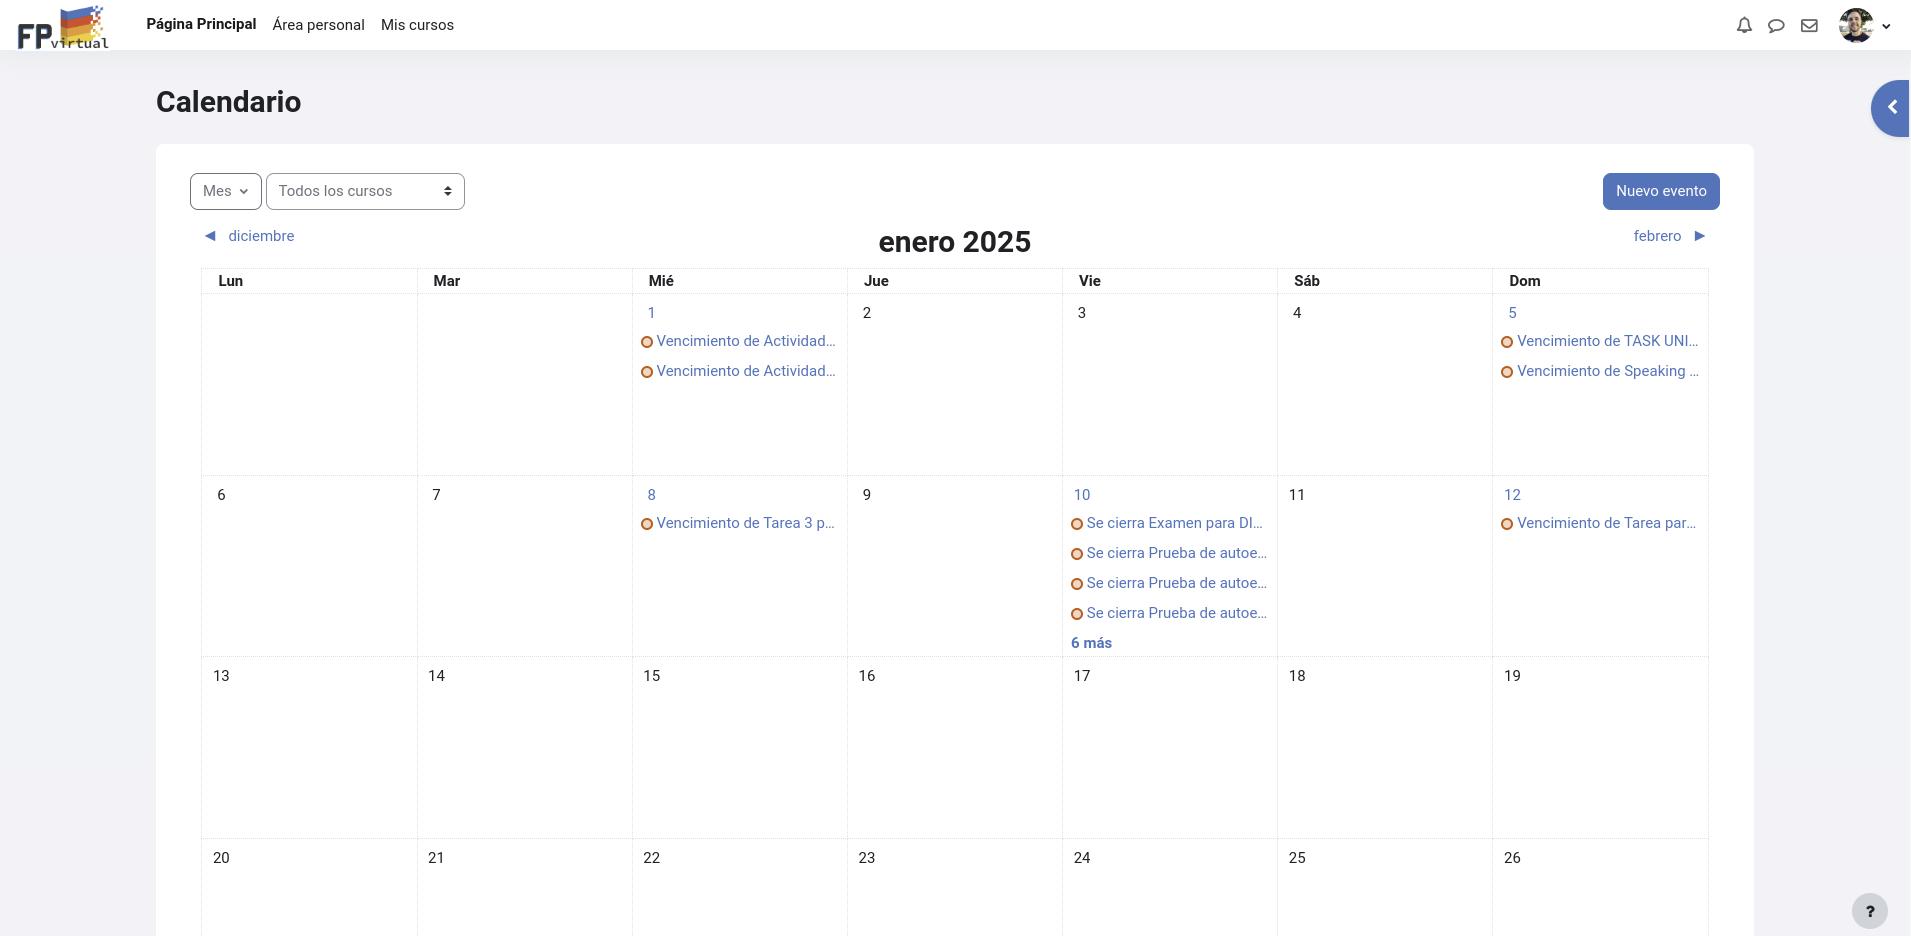 FP virtual
Página Principal Área personal Mis cursos
Calendario
Mes Todos los cursos Nuevo evento
◄ diciembre enero 2025 febrero ►
Lun Mar Mié Jue Vie Sáb Dom
1 2 3 4 5
Vencimiento de Actividad... Vencimiento de TASK UNI...
Vencimiento de Actividad... Vencimiento de Speaking ...
6 7 8 9 10 11 12
Vencimiento de Tarea 3 p... Se cierra Examen para DI... Vencimiento de Tarea par...
Se cierra Prueba de autoe...
Se cierra Prueba de autoe...
Se cierra Prueba de autoe...
6 más
13 14 15 16 17 18 19
20 21 22 23 24 25 26
?